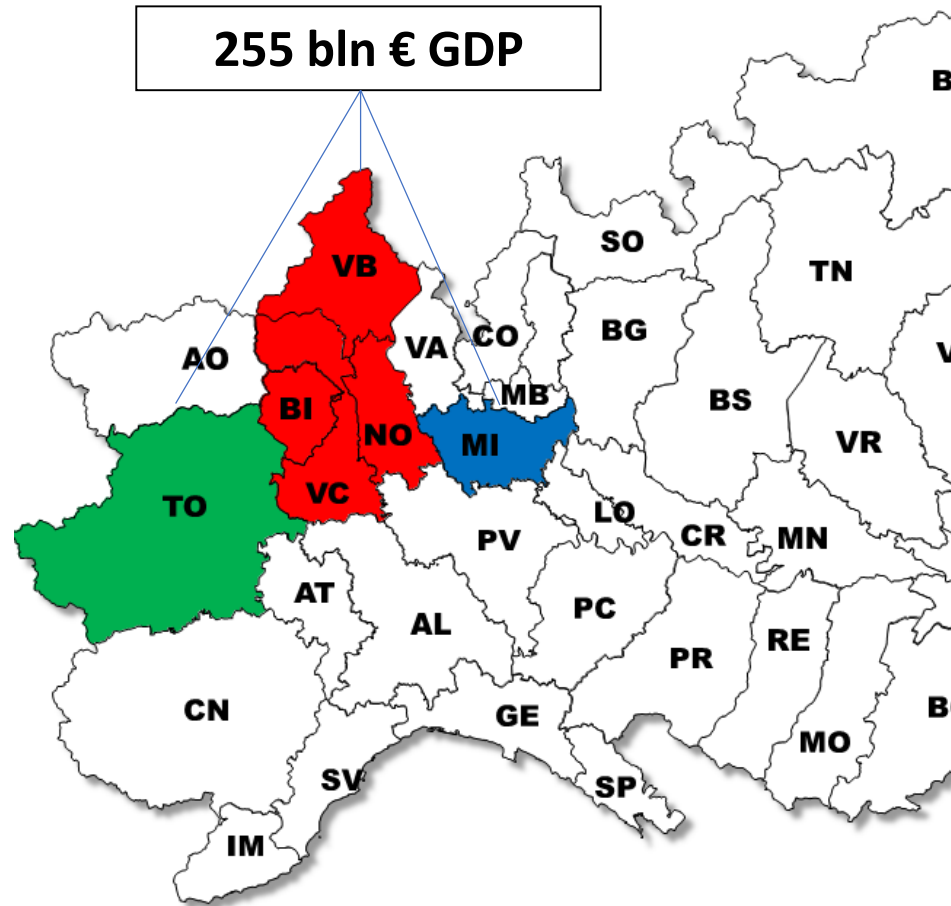 255 bln € GDP
VB
SO
TN
AO
VA
CO
BG
MB
BI
BS
NO
MI
VR
VC
TO
LO
PV
CR
MN
AT
PC
AL
RE
PR
CN
GE
MO
SV
SP
IM